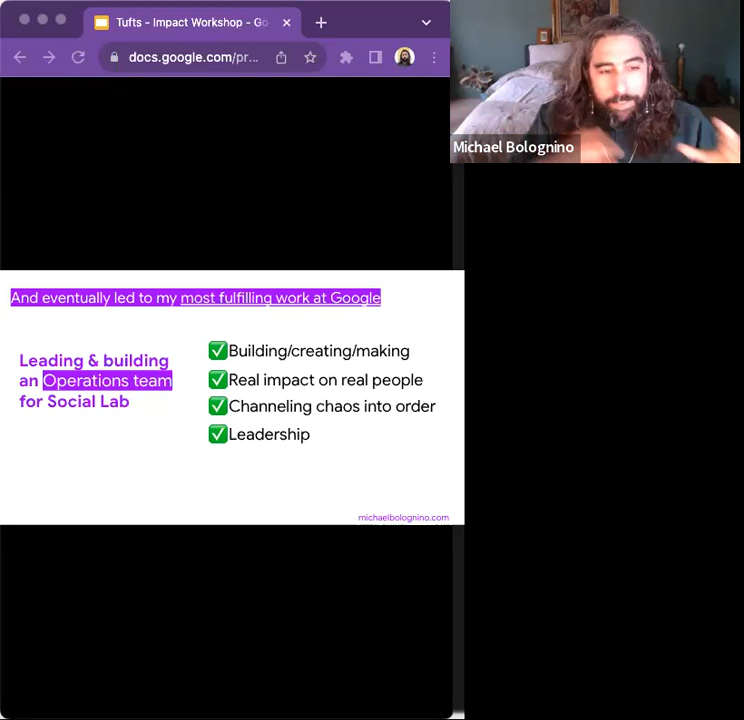 Tufts - Impact Workshop - Go
docs.google.com/pr...
Michael Bolognino
And eventually led to my most fulfilling work at Google
Leading & building
an Operations team
for Social Lab
✅Building/creating/making
✅Real impact on real people
✅Channeling chaos into order
✅Leadership
michaelbolognino.com